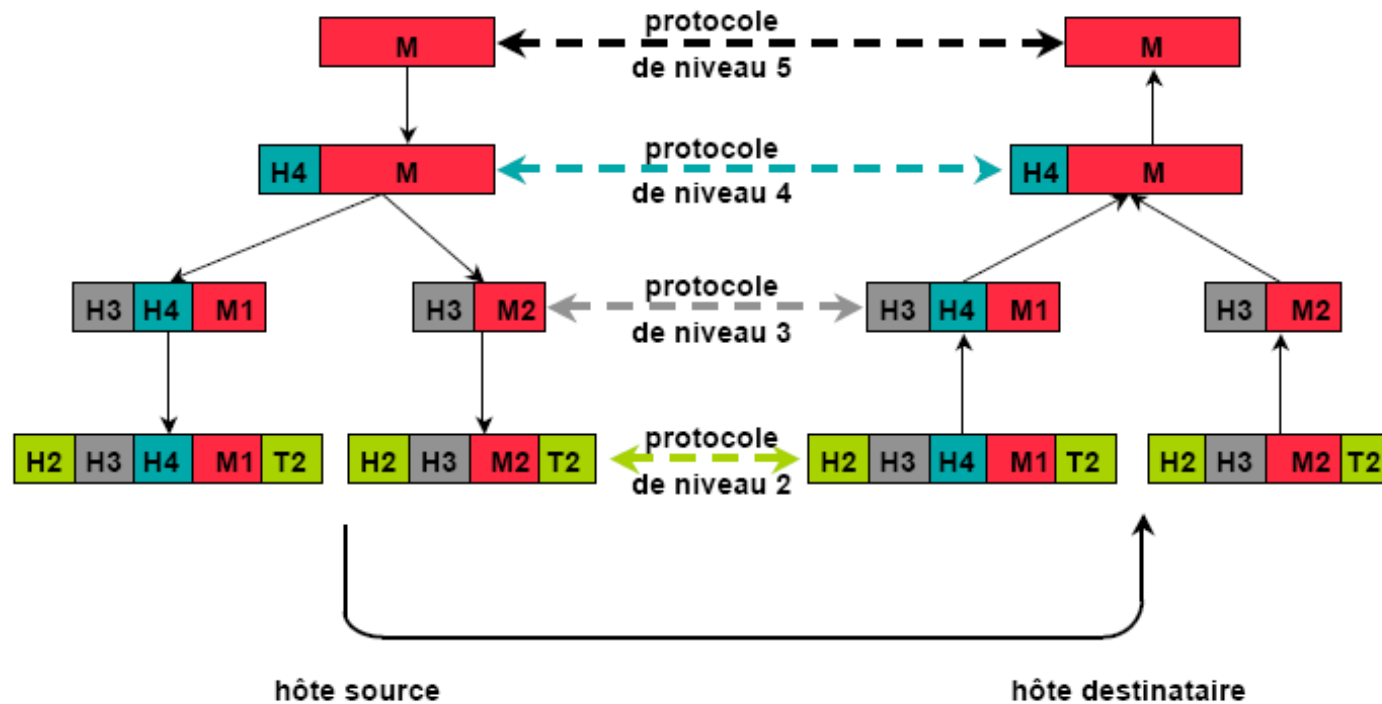 protocole
M M
de niveau 5
protocole
H4 M H4 M
de niveau 4
protocole
H3 H4 M1 H3 M2 H3 H4 M1 H3 M2
de niveau 3
protocole
H2 H3 H4 M1 T2 H2 H3 M2 T2 H2 H3 H4 M1 T2 H2 H3 M2 T2
de niveau 2
hôte source hôte destinataire